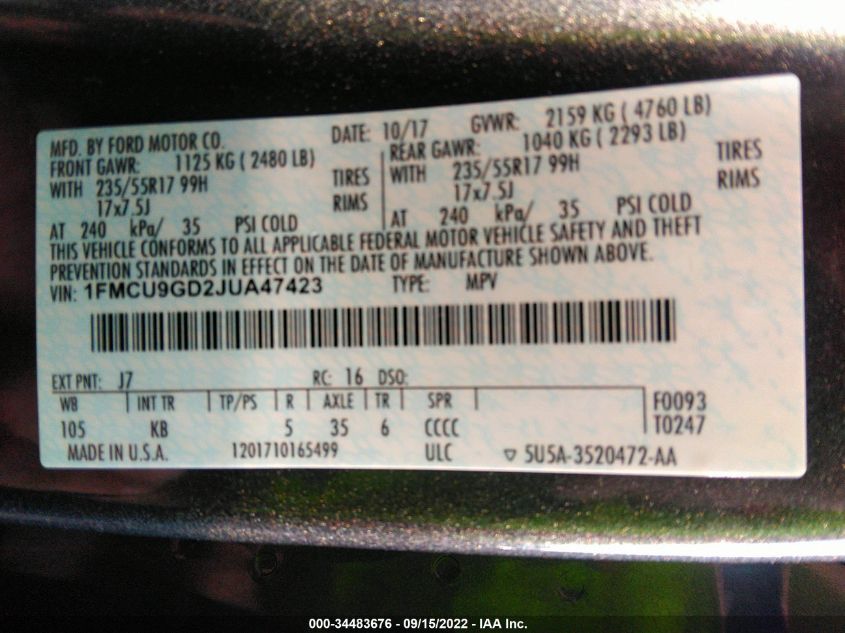 MFD. BY FORD MOTOR CO. DATE: 10/17 GVWR: 2159 KG ( 4760 LB)
FRONT GAWR: 1125 KG ( 2480 LB) REAR GAWR: 1040 KG ( 2293 LB)
WITH 235/55R17 99H TIRES WITH 235/55R17 99H TIRES
17x7.5J RIMS 17x7.5J RIMS
AT 240 kPa/ 35 PSI COLD AT 240 kPa/ 35 PSI COLD
THIS VEHICLE CONFORMS TO ALL APPLICABLE FEDERAL MOTOR VEHICLE SAFETY AND THEFT
PREVENTION STANDARDS IN EFFECT ON THE DATE OF MANUFACTURE SHOWN ABOVE.
VIN: 1FMCU9GD2JUA47423 TYPE: MPV
EXT PNT: J7 RC: 16 DSO:
WB INT TR TP/PS R AXLE TR SPR F0093
105 KB 5 35 6 CCCC T0247
MADE IN U.S.A. 1201710165499 ULC 5U5A-3520472-AA
000-34483676 - 09/15/2022 - IAA Inc.